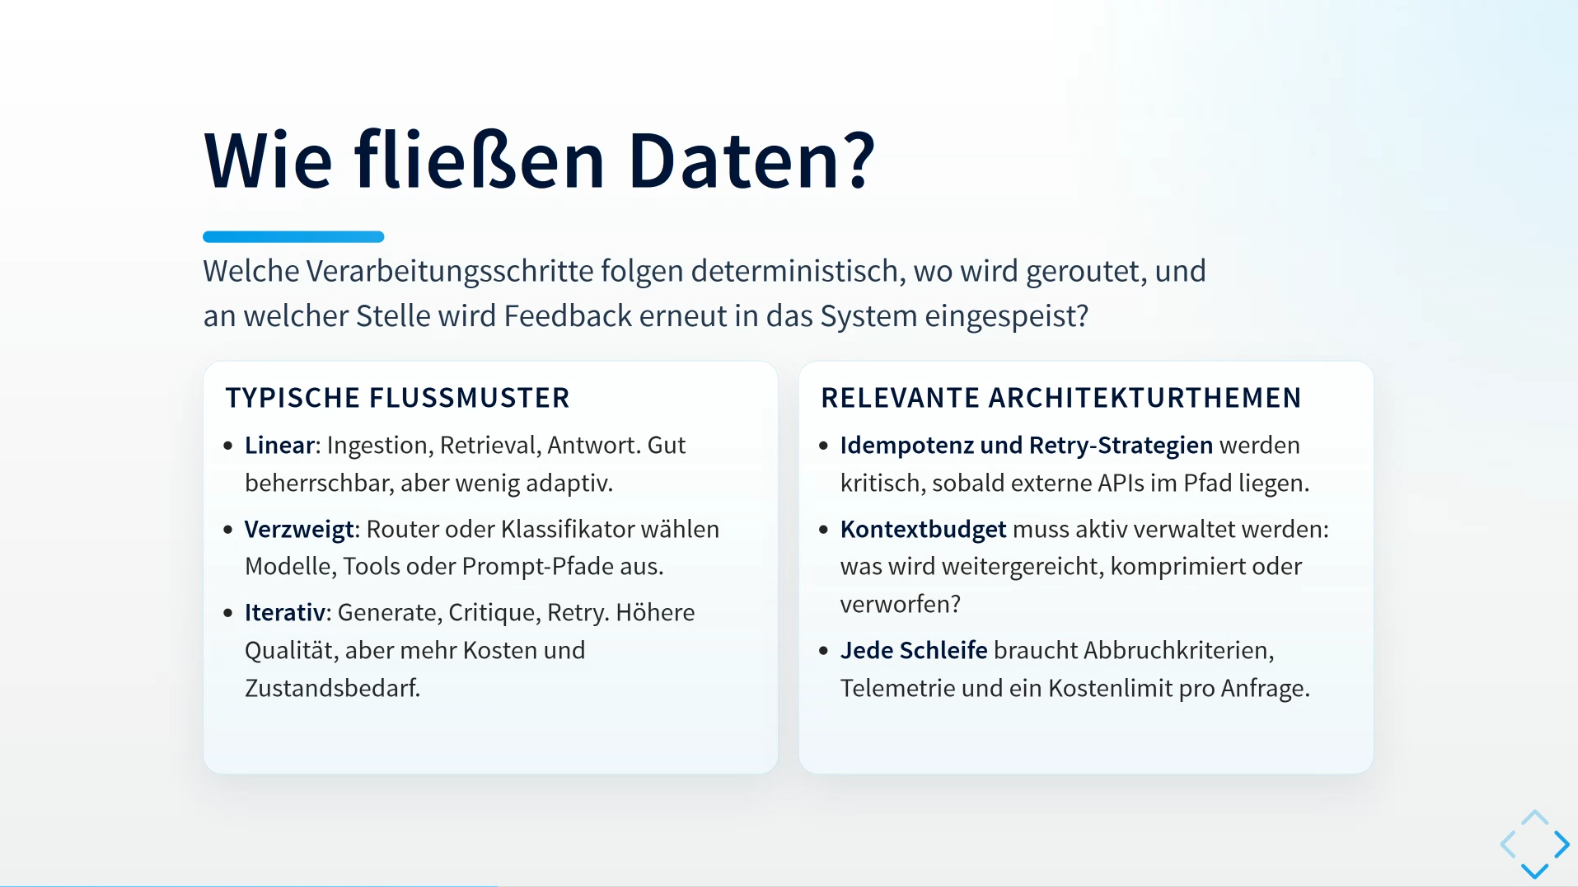 Wie fließen Daten?
Welche Verarbeitungsschritte folgen deterministisch, wo wird geroutet, und
an welcher Stelle wird Feedback erneut in das System eingespeist?
TYPISCHE FLUSSMUSTER
• Linear: Ingestion, Retrieval, Antwort. Gut
beherrschbar, aber wenig adaptiv.
• Verzweigt: Router oder Klassifikator wählen
Modelle, Tools oder Prompt-Pfade aus.
• Iterativ: Generate, Critique, Retry. Höhere
Qualität, aber mehr Kosten und
Zustandsbedarf.
RELEVANTE ARCHITEKTURTHEMEN
• Idempotenz und Retry-Strategien werden
kritisch, sobald externe APIs im Pfad liegen.
• Kontextbudget muss aktiv verwaltet werden:
was wird weitergereicht, komprimiert oder
verworfen?
• Jede Schleife braucht Abbruchkriterien,
Telemetrie und ein Kostenlimit pro Anfrage.